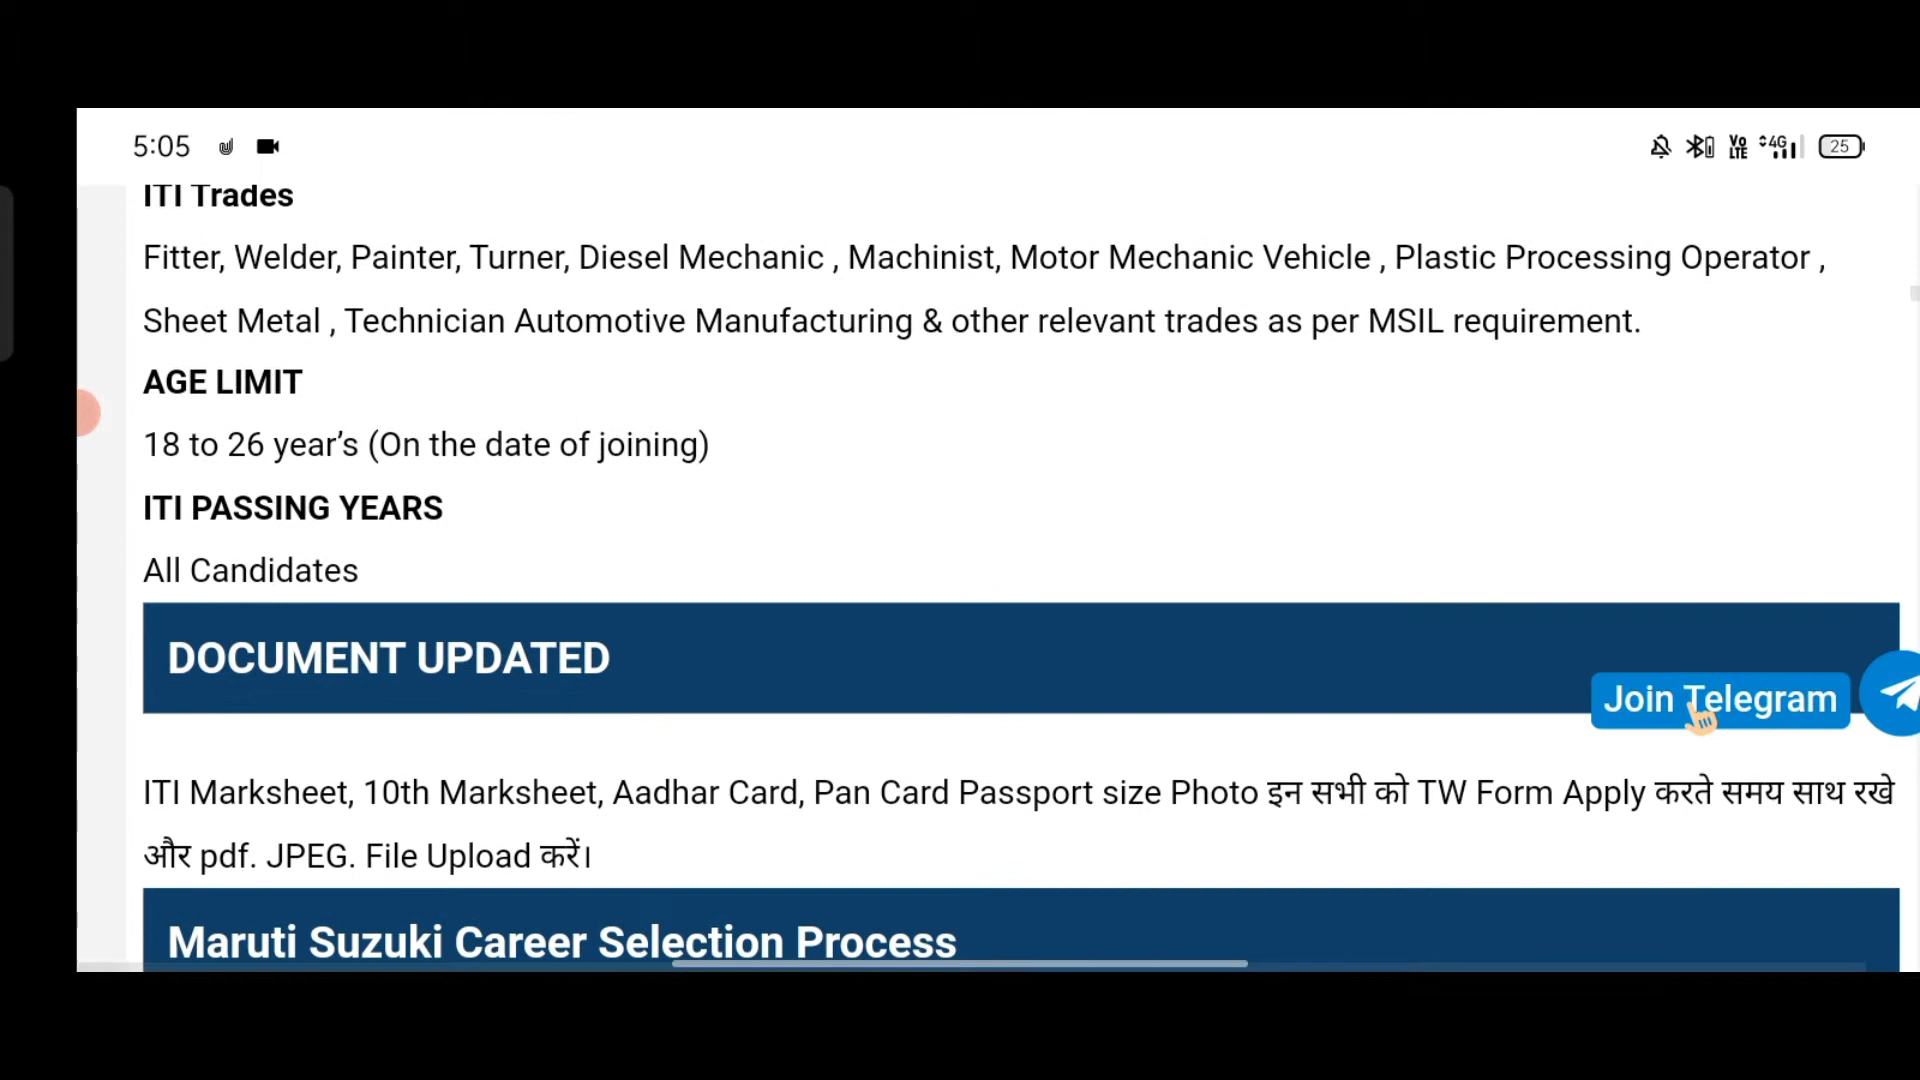 5:05
VoLTE 4G 25
ITI Trades
Fitter, Welder, Painter, Turner, Diesel Mechanic , Machinist, Motor Mechanic Vehicle , Plastic Processing Operator ,
Sheet Metal , Technician Automotive Manufacturing & other relevant trades as per MSIL requirement.
AGE LIMIT
18 to 26 year’s (On the date of joining)
ITI PASSING YEARS
All Candidates
DOCUMENT UPDATED
Join Telegram
ITI Marksheet, 10th Marksheet, Aadhar Card, Pan Card Passport size Photo इन सभी को TW Form Apply करते समय साथ रखे
और pdf. JPEG. File Upload करें।
Maruti Suzuki Career Selection Process